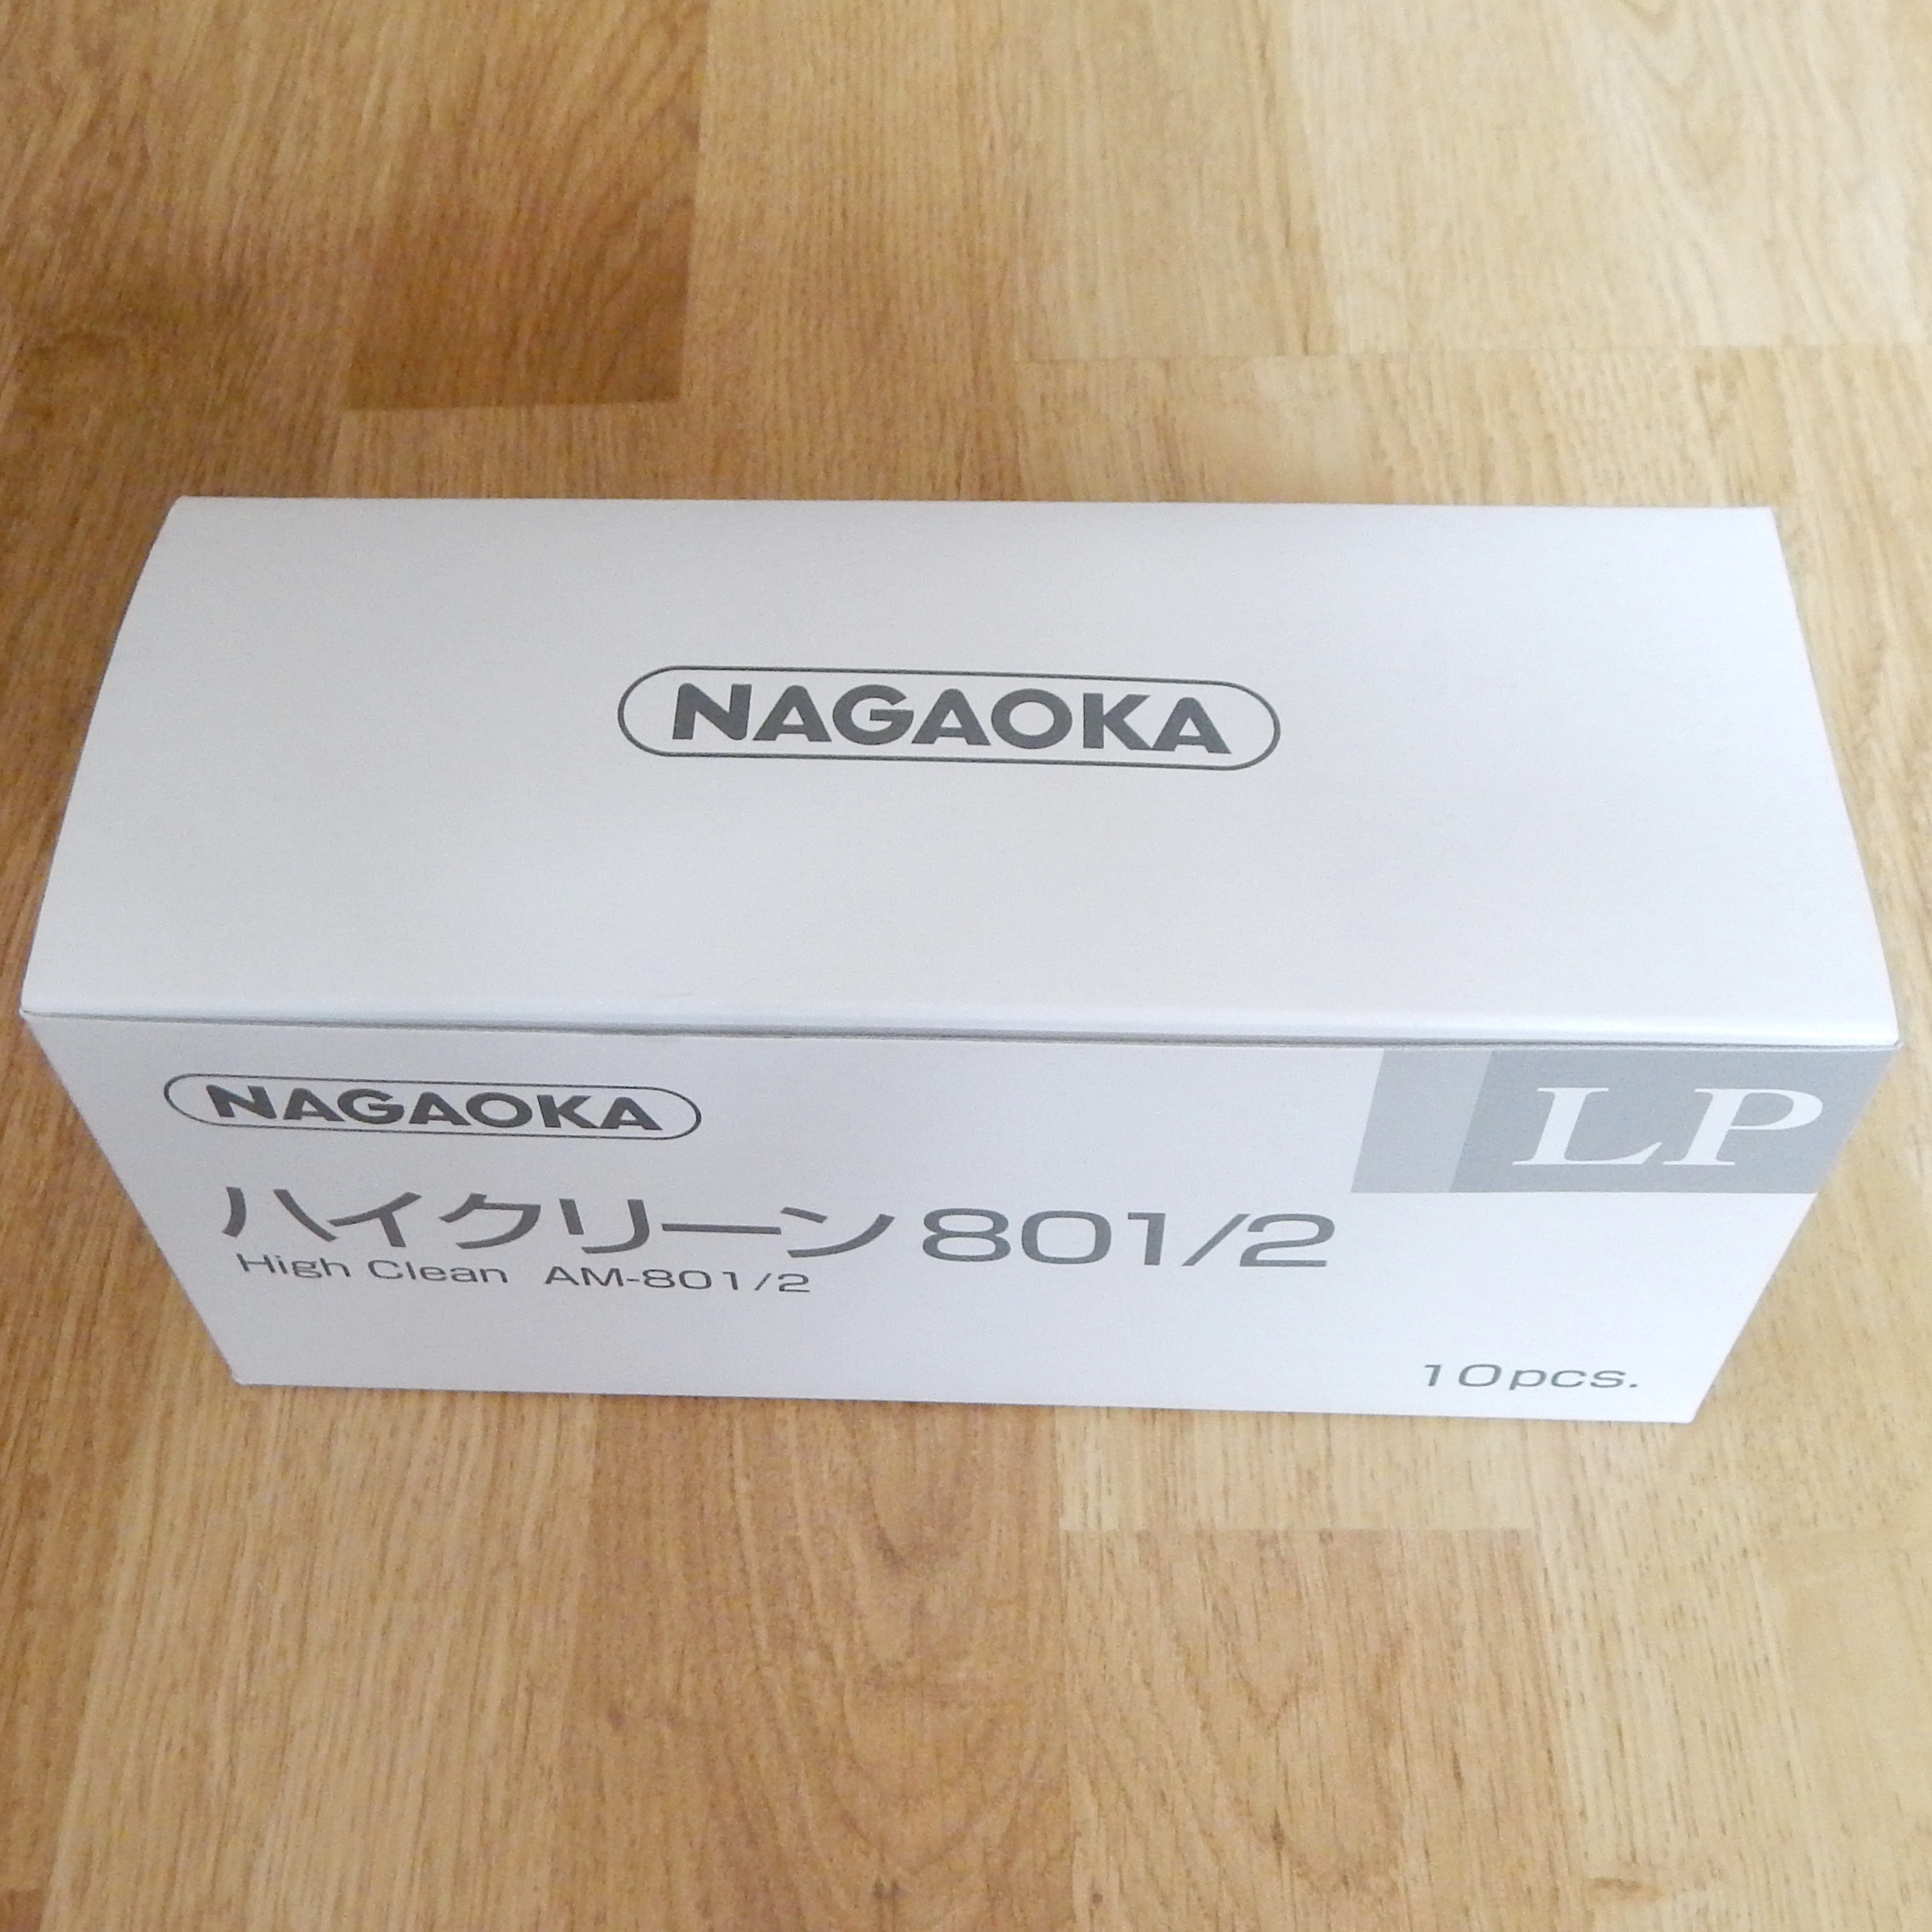 NAGAOKA
NAGAOKA
LP
ハイクリーン801/2
High Clean AM-801/2
10pcs.